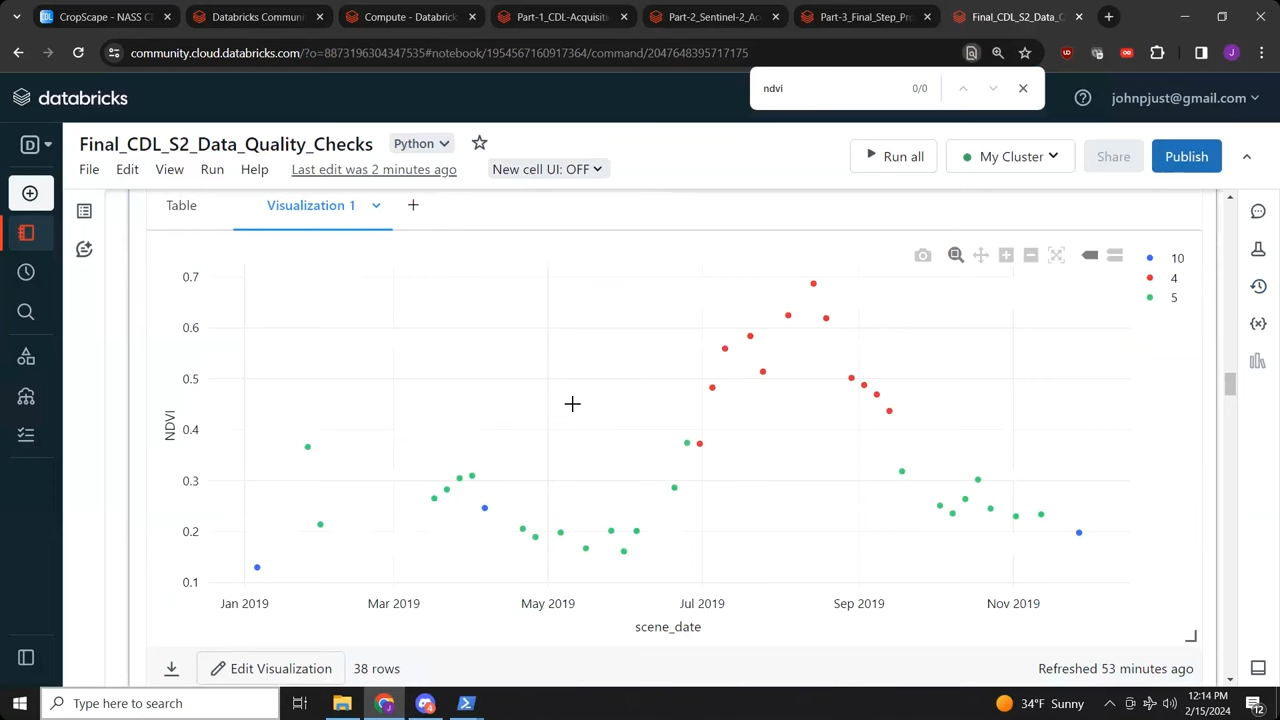 CropScape - NASS C
Databricks Communi
Compute - Databric
Part-1_CDL-Acquisit
Part-2_Sentinel-2_Ac
Part-3_Final_Step_Pr
Final_CDL_S2_Data_C
community.cloud.databricks.com/?o=8873196304347535#notebook/1954567160917364/command/2047648395717175
J
ndvi
0/0
databricks
johnpjust@gmail.com
D
Final_CDL_S2_Data_Quality_Checks
Python
Run all
My Cluster
Share
Publish
File
Edit
View
Run
Help
Last edit was 2 minutes ago
New cell UI: OFF
Table
Visualization 1
10
4
5
0.7
0.6
0.5
0.4
0.3
0.2
0.1
NDVI
Jan 2019
Mar 2019
May 2019
Jul 2019
Sep 2019
Nov 2019
scene_date
Edit Visualization
38 rows
Refreshed 53 minutes ago
Type here to search
34°F Sunny
12:14 PM
2/15/2024